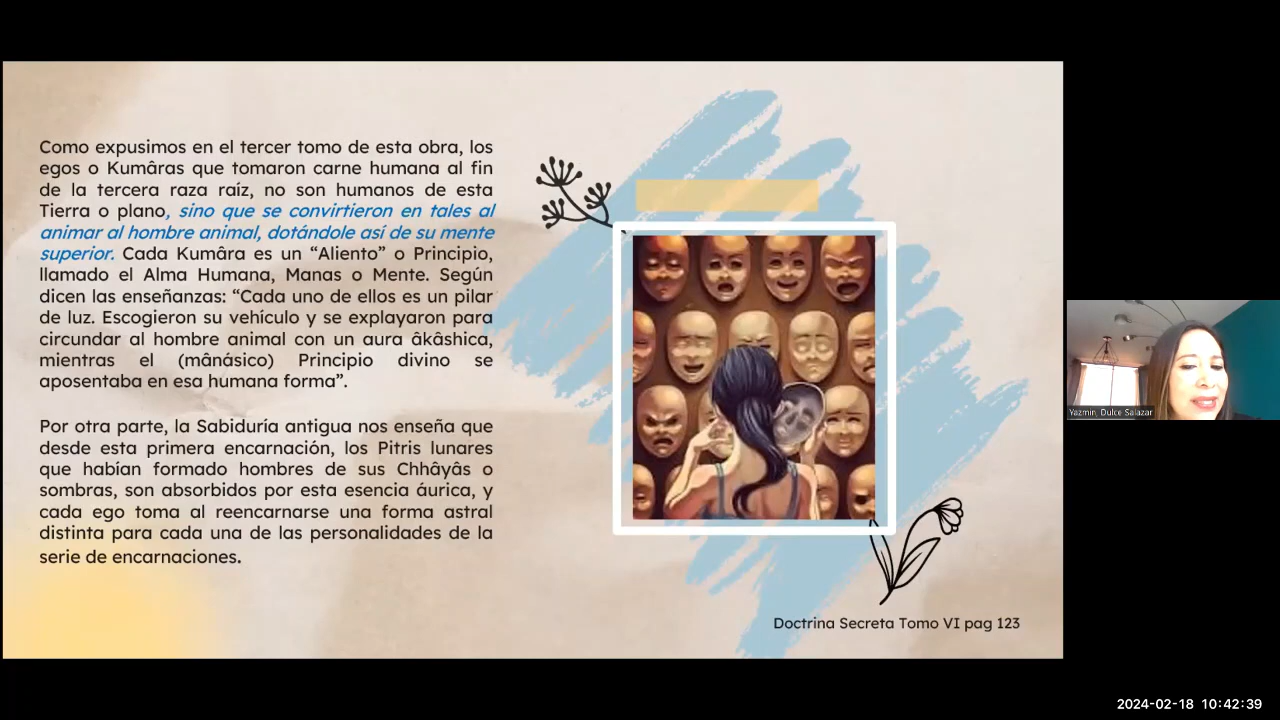 Como expusimos en el tercer tomo de esta obra, los
egos o Kumâras que tomaron carne humana al fin
de la tercera raza raíz, no son humanos de esta
Tierra o plano, sino que se convirtieron en tales al
animar al hombre animal, dotándole así de su mente
superior. Cada Kumâra es un “Aliento” o Principio,
llamado el Alma Humana, Manas o Mente. Según
dicen las enseñanzas: “Cada uno de ellos es un pilar
de luz. Escogieron su vehículo y se explayaron para
circundar al hombre animal con un aura âkâshica,
mientras el (mânásico) Principio divino se
aposentaba en esa humana forma”.
Por otra parte, la Sabiduría antigua nos enseña que
desde esta primera encarnación, los Pitris lunares
que habían formado hombres de sus Chhâyâs o
sombras, son absorbidos por esta esencia áurica, y
cada ego toma al reencarnarse una forma astral
distinta para cada una de las personalidades de la
serie de encarnaciones.
Doctrina Secreta Tomo VI pag 123
Yazmin, Dulce Salazar
2024-02-18 10:42:39